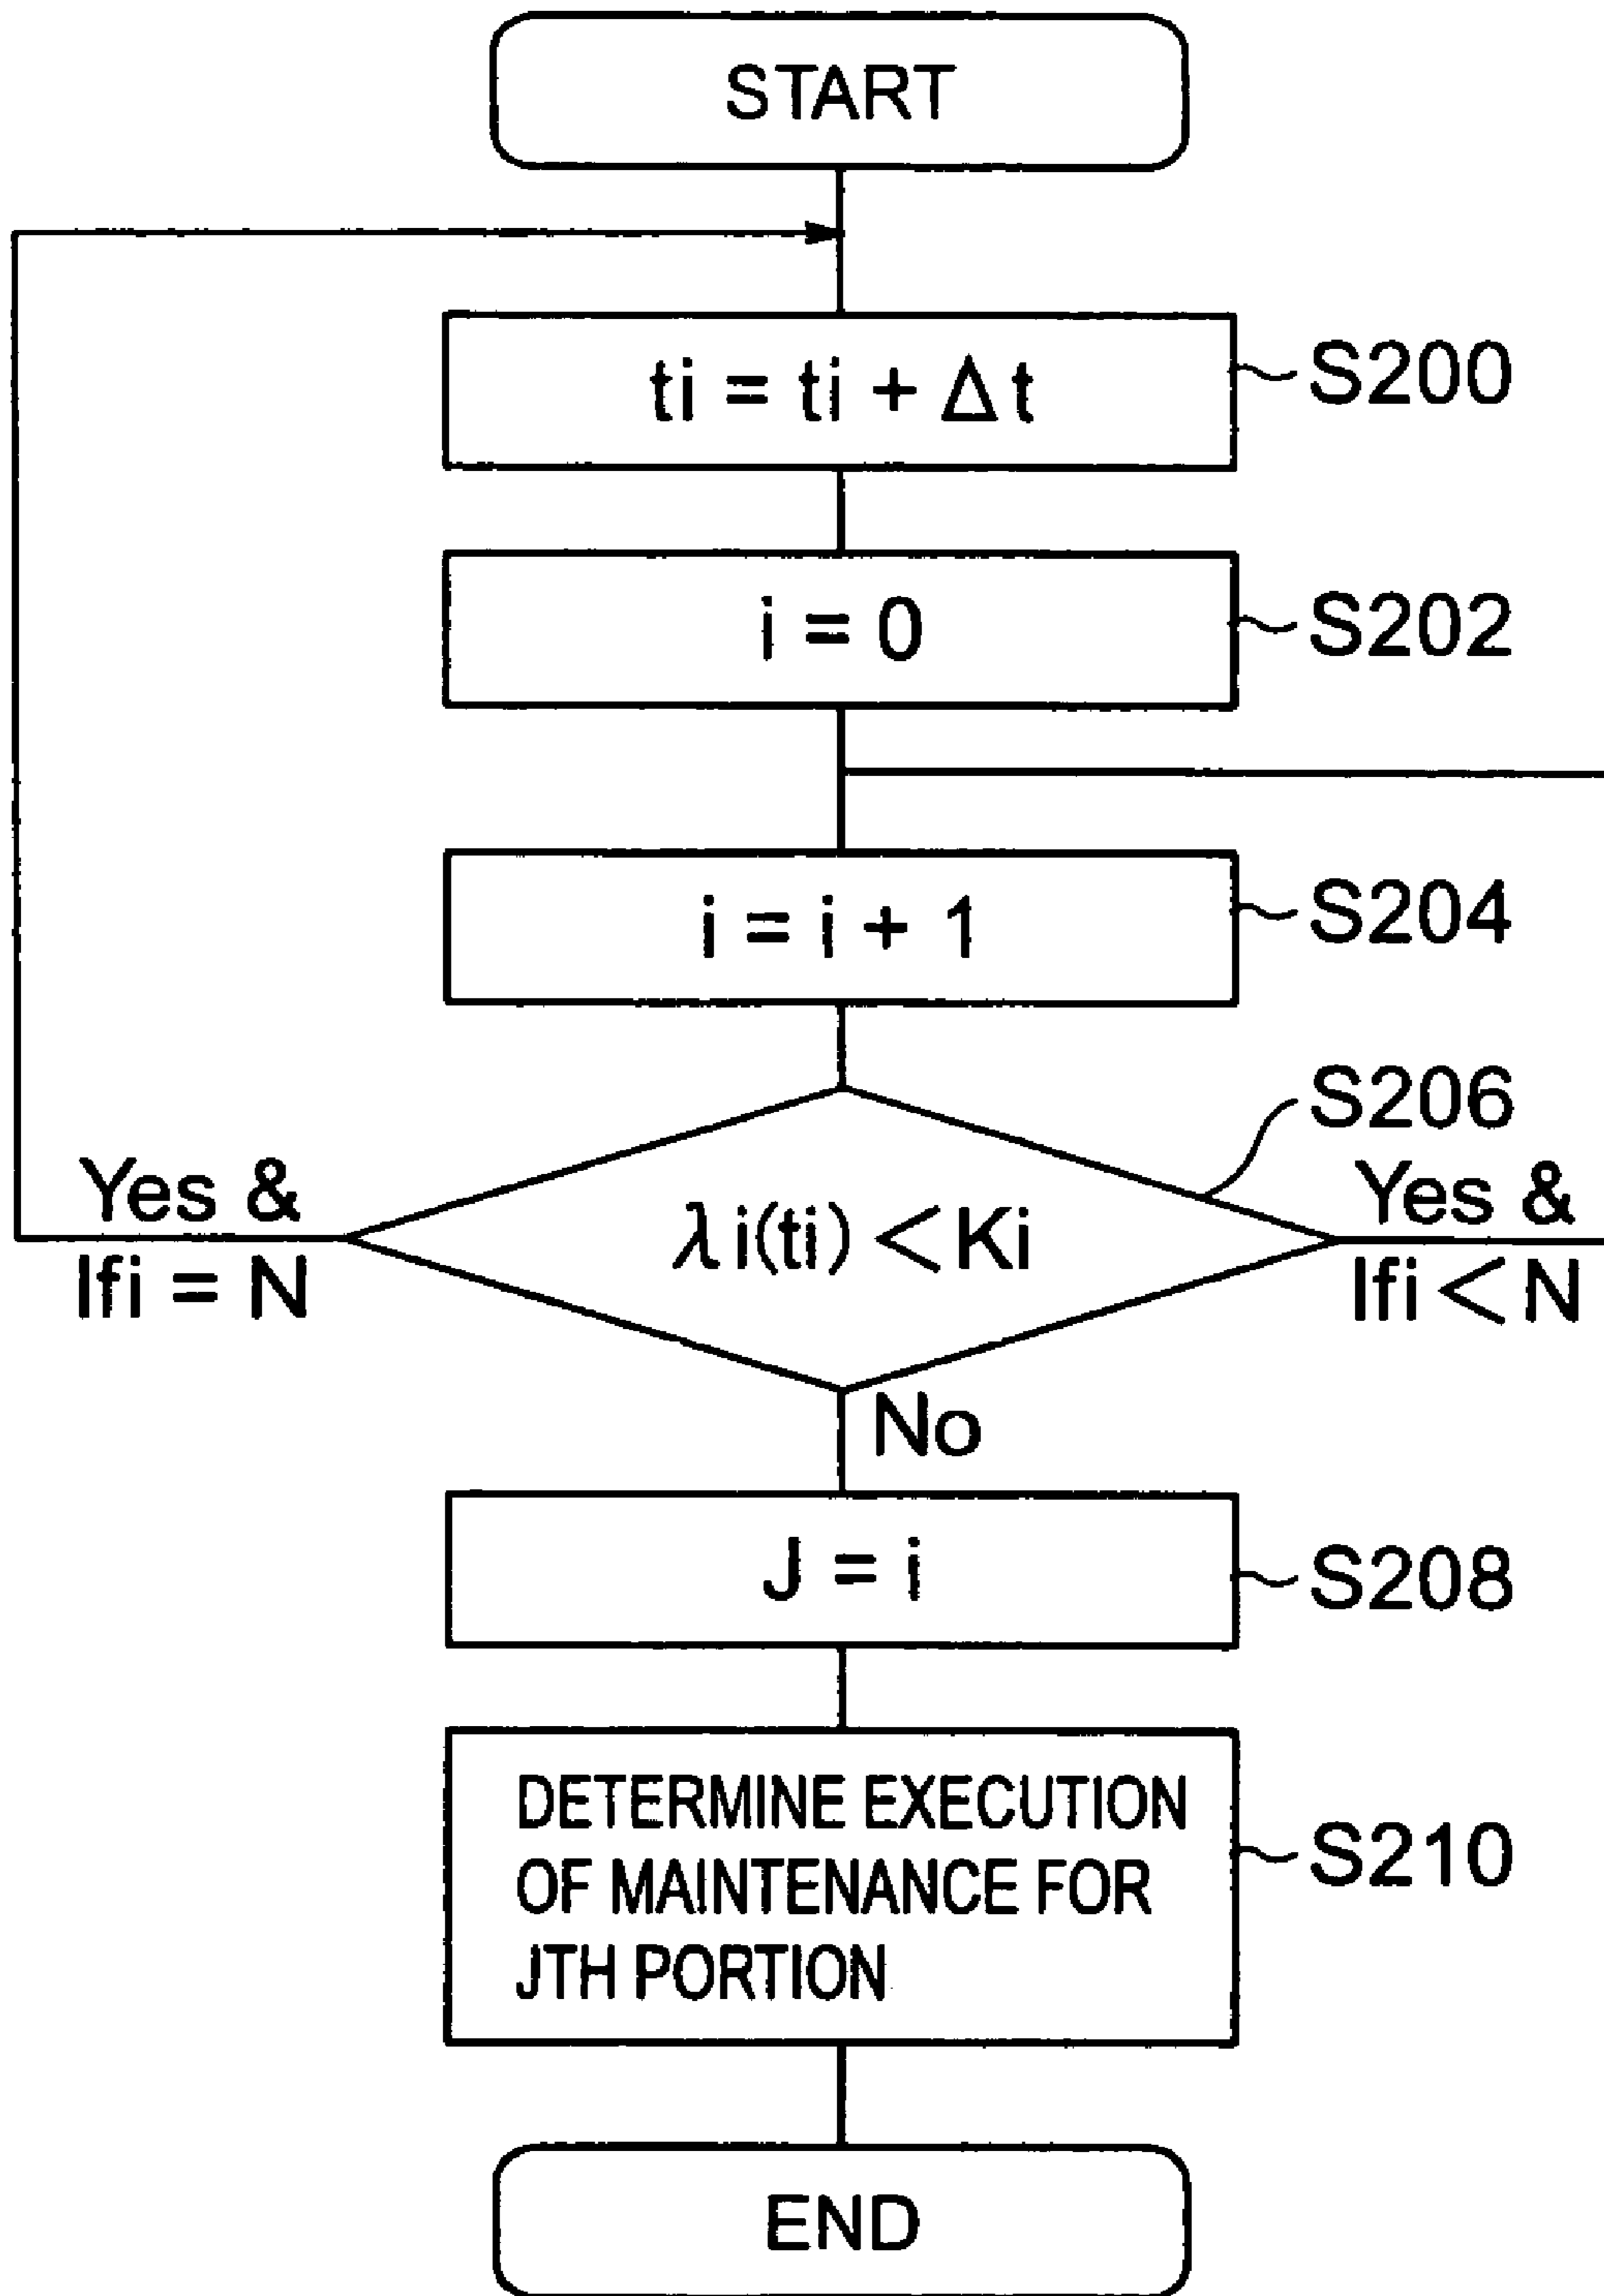 START
ti = ti + Δt
S200
i = 0
S202
i = i + 1
S204
S206
Yes &
Ifi = N
λi(ti) < Ki
Yes &
Ifi < N
No
J = i
S208
DETERMINE EXECUTION
OF MAINTENANCE FOR
JTH PORTION
S210
END